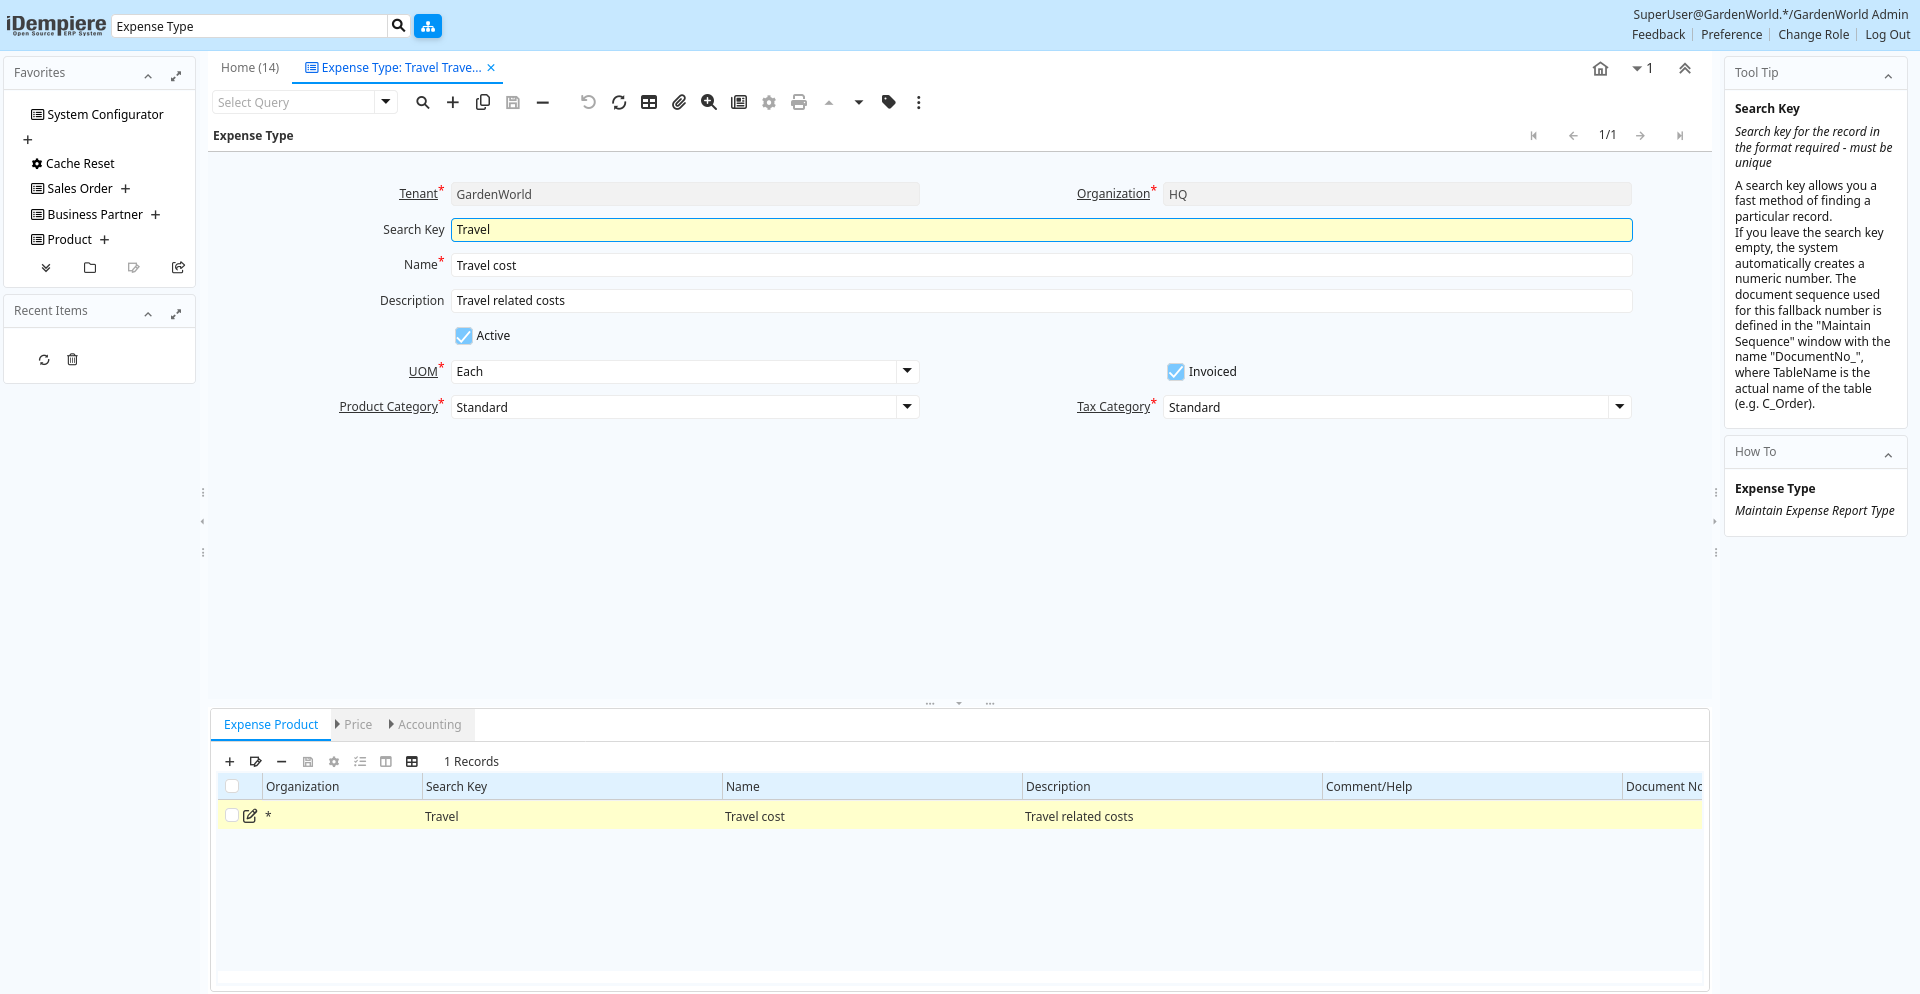 iDempiere
Open Source ERP System
Expense Type
SuperUser@GardenWorld.*/GardenWorld Admin
Feedback
Preference
Change Role
Log Out
Favorites
System Configurator
Cache Reset
Sales Order
Business Partner
Product
Recent Items
Home (14)
Expense Type: Travel Trave...
1
Select Query
Expense Type
1/1
Tenant*
GardenWorld
Organization*
HQ
Search Key
Travel
Name*
Travel cost
Description
Travel related costs
Active
UOM*
Each
Invoiced
Product Category*
Standard
Tax Category*
Standard
Expense Product
Price
Accounting
1 Records
Organization
Search Key
Name
Description
Comment/Help
Document No
*
Travel
Travel cost
Travel related costs
Tool Tip
Search Key
Search key for the record in
the format required - must be
unique
A search key allows you a
fast method of finding a
particular record.
If you leave the search key
empty, the system
automatically creates a
numeric number. The
document sequence used
for this fallback number is
defined in the "Maintain
Sequence" window with the
name "DocumentNo_",
where TableName is the
actual name of the table
(e.g. C_Order).
How To
Expense Type
Maintain Expense Report Type